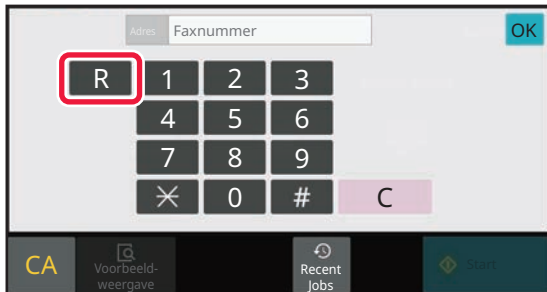 Adres Faxnummer OK
R 1 2 3
4 5 6
7 8 9
* 0 # C
CA Voorbeeld-
weergave
Recent
Jobs
Start